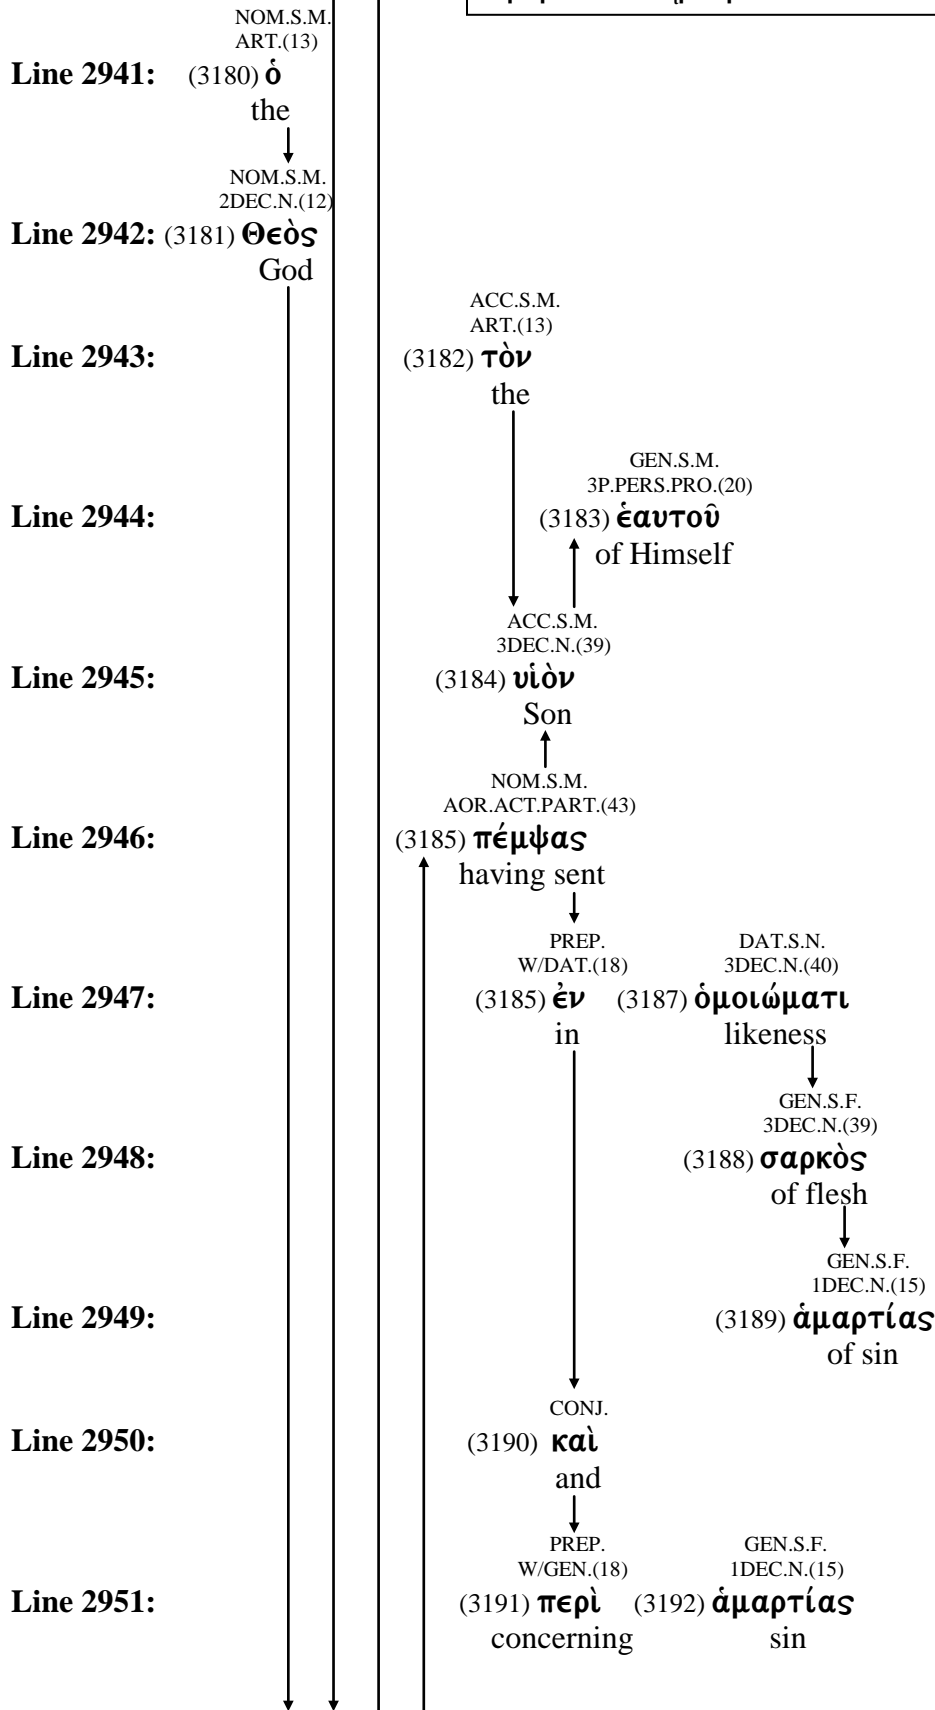 NOM.S.M.
ART.(13)
Line 2941: (3180) ὁ
the
NOM.S.M.
2DEC.N.(12)
Line 2942: (3181) Θεὸς
God
ACC.S.M.
ART.(13)
Line 2943: (3182) τὸν
the
GEN.S.M.
3P.PERS.PRO.(20)
Line 2944: (3183) ἑαυτοῦ
of Himself
ACC.S.M.
3DEC.N.(39)
Line 2945: (3184) υἱὸν
Son
NOM.S.M.
AOR.ACT.PART.(43)
Line 2946: (3185) πέμψας
having sent
PREP. DAT.S.N.
W/DAT.(18) 3DEC.N.(40)
Line 2947: (3185) ἐν (3187) ὁμοιώματι
in likeness
GEN.S.F.
3DEC.N.(39)
Line 2948: (3188) σαρκὸς
of flesh
GEN.S.F.
1DEC.N.(15)
Line 2949: (3189) ἁμαρτίας
of sin
CONJ.
Line 2950: (3190) καὶ
and
PREP. GEN.S.F.
W/GEN.(18) 1DEC.N.(15)
Line 2951: (3191) περὶ (3192) ἁμαρτίας
concerning sin